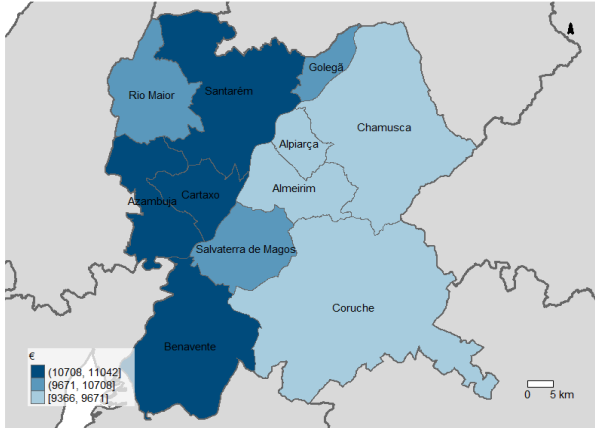 Golegã
Rio Maior
Santarém
Chamusca
Alpiarça
Almeirim
Cartaxo
Azambuja
Salvaterra de Magos
Coruche
Benavente
€
(10708, 11042]
(9671, 10708]
[9366, 9671]
0 5 km